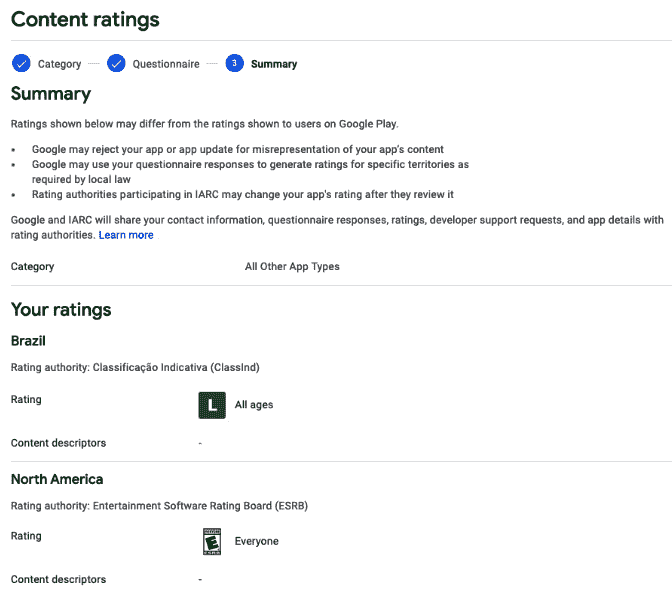 Content ratings
Category
Questionnaire
3
Summary
Summary
Ratings shown below may differ from the ratings shown to users on Google Play.
• Google may reject your app or app update for misrepresentation of your app's content
• Google may use your questionnaire responses to generate ratings for specific territories as
required by local law
• Rating authorities participating in IARC may change your app's rating after they review it
Google and IARC will share your contact information, questionnaire responses, ratings, developer support requests, and app details with
rating authorities. Learn more
Category All Other App Types
Your ratings
Brazil
Rating authority: Classificação Indicativa (ClassInd)
Rating L All ages
Content descriptors -
North America
Rating authority: Entertainment Software Rating Board (ESRB)
Rating E Everyone
Content descriptors -